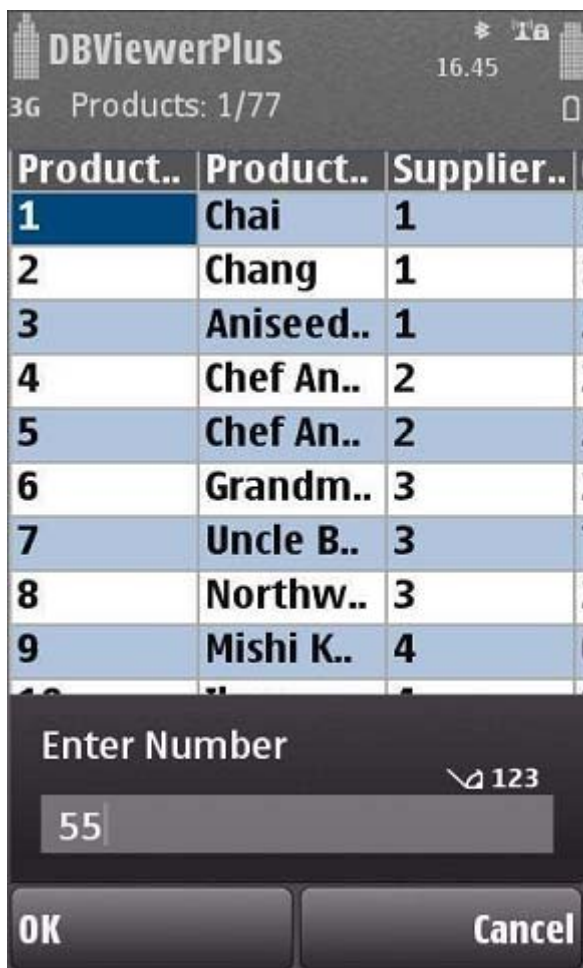 DBViewerPlus
16.45
3G Products: 1/77
Product.. Product.. Supplier..
1 Chai 1
2 Chang 1
3 Aniseed.. 1
4 Chef An.. 2
5 Chef An.. 2
6 Grandm.. 3
7 Uncle B.. 3
8 Northw.. 3
9 Mishi K.. 4
Enter Number
123
55
OK Cancel